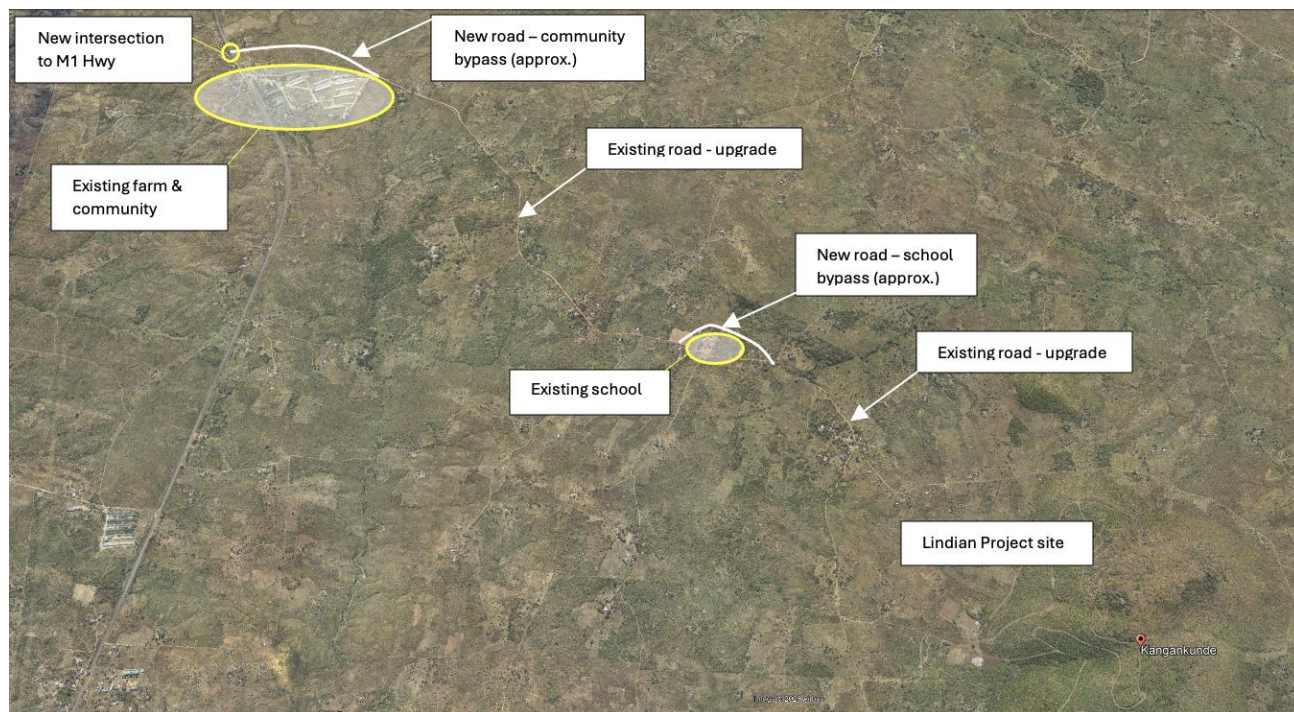 New intersection
to M1 Hwy
New road – community
bypass (approx.)
Existing road - upgrade
Existing farm &
community
New road – school
bypass (approx.)
Existing road - upgrade
Existing school
Lindian Project site
Kangankunde